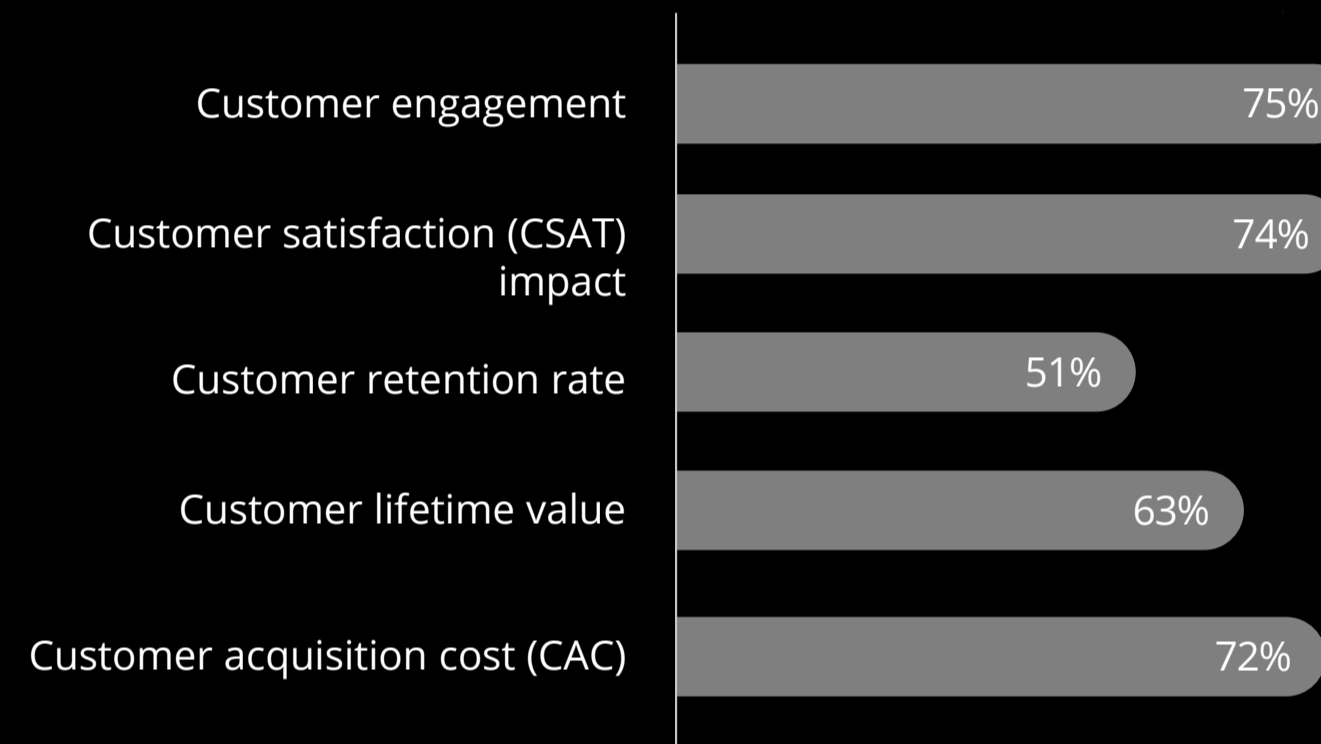 Customer engagement
75%
Customer satisfaction (CSAT)
impact
74%
Customer retention rate
51%
Customer lifetime value
63%
Customer acquisition cost (CAC)
72%